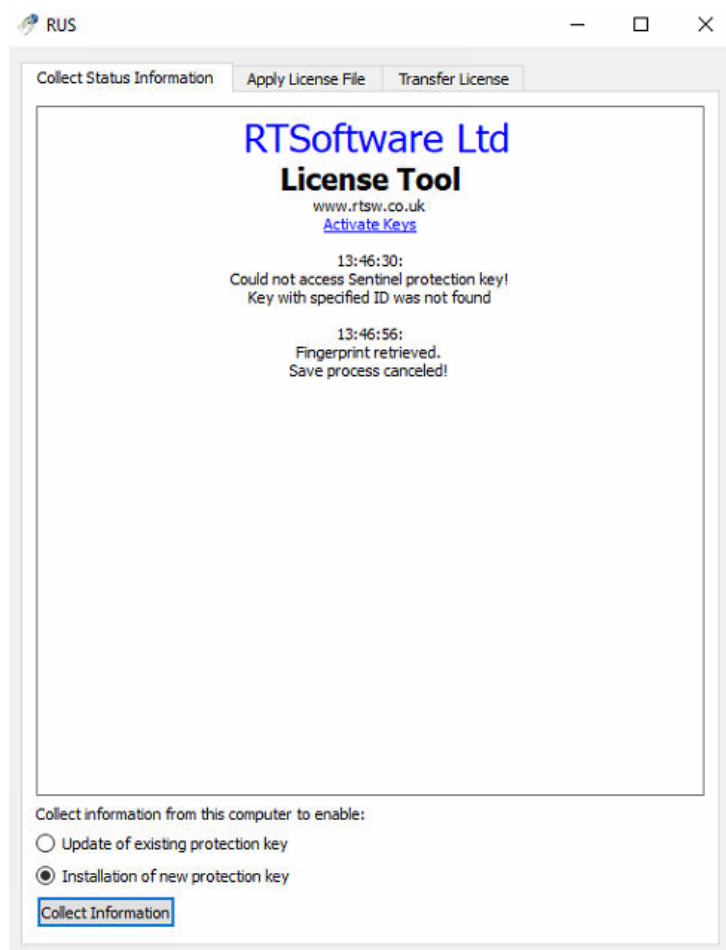 RUS
Collect Status Information
Apply License File
Transfer License
RTSoftware Ltd
License Tool
www.rtsw.co.uk
Activate Keys
13:46:30:
Could not access Sentinel protection key!
Key with specified ID was not found
13:46:56:
Fingerprint retrieved.
Save process canceled!
Collect information from this computer to enable:
Update of existing protection key
Installation of new protection key
Collect Information